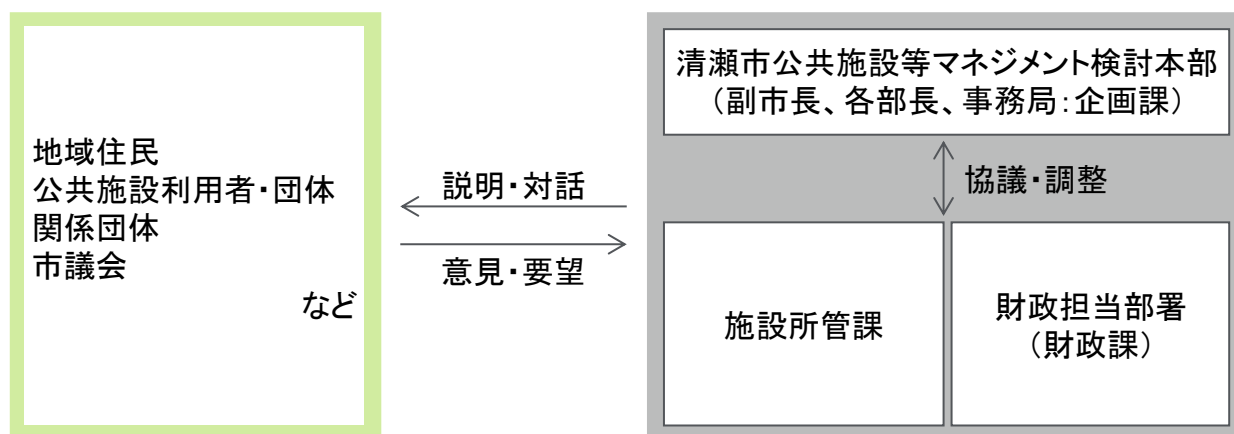 地域住民
公共施設利用者・団体
関係団体
市議会
など
説明・対話
意見・要望
清瀬市公共施設等マネジメント検討本部
（副市長、各部長、事務局：企画課）
協議・調整
施設所管課
財政担当部署
（財政課）